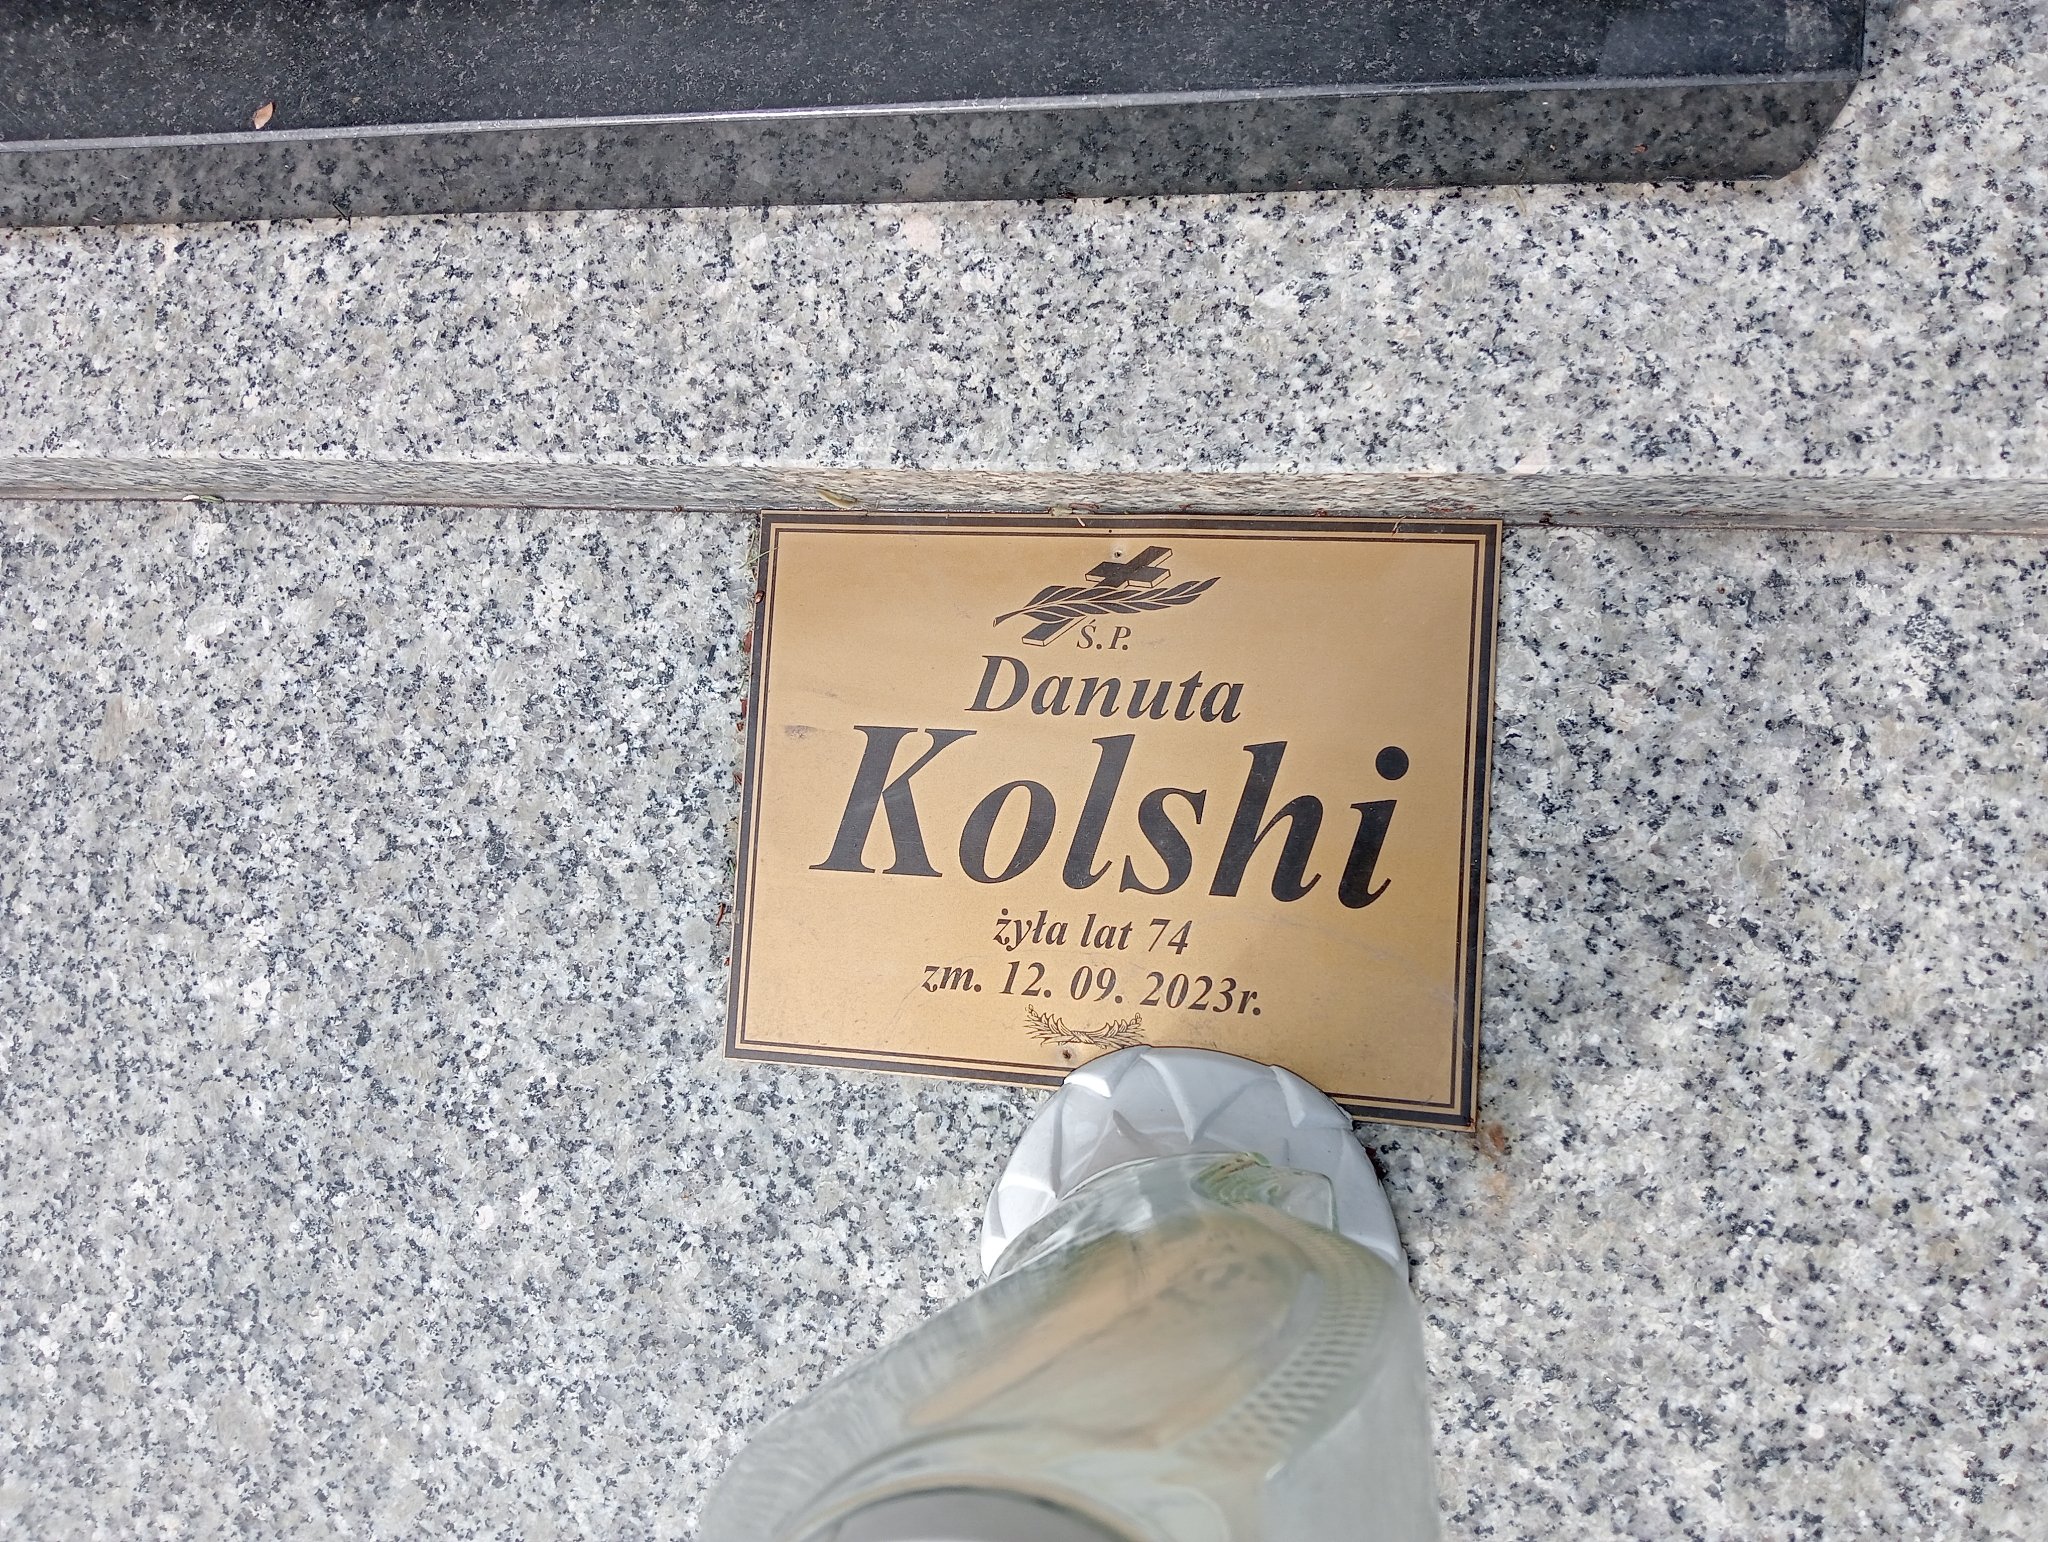 Ś.P.
Danuta
Kolshi
żyła lat 74
zm. 12. 09. 2023r.